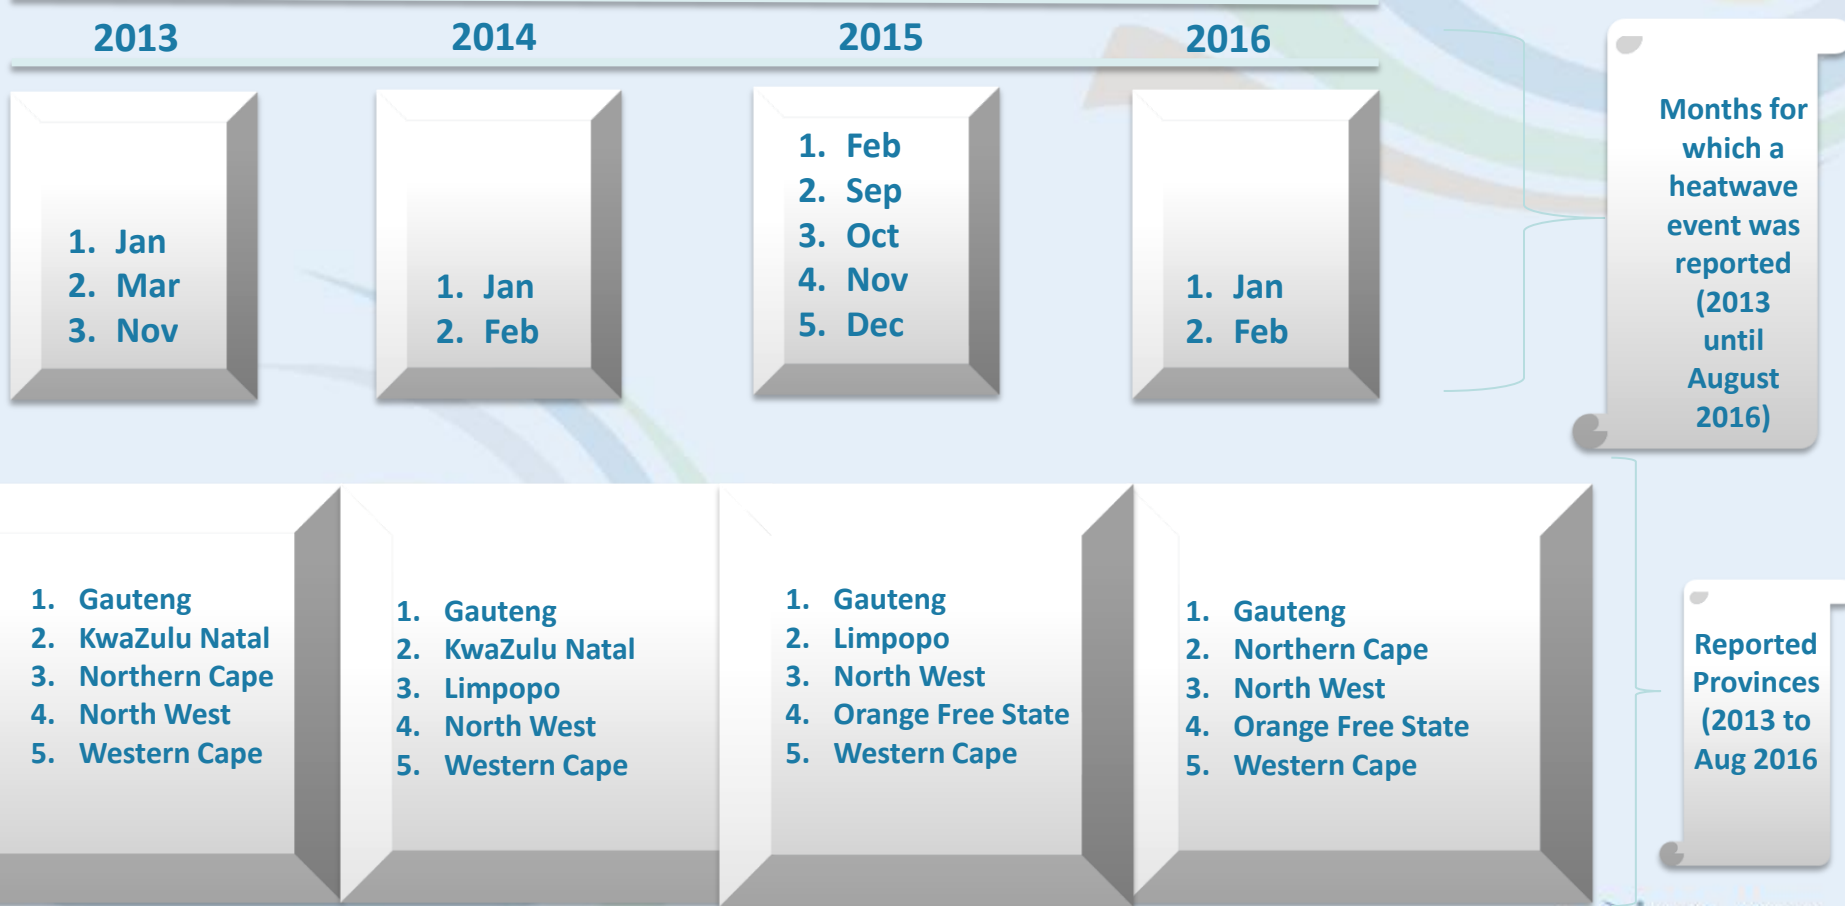 2013
2014
2015
2016
1. Jan
2. Mar
3. Nov
1. Jan
2. Feb
1. Feb
2. Sep
3. Oct
4. Nov
5. Dec
1. Jan
2. Feb
Months for
which a
heatwave
event was
reported
(2013
until
August
2016)
1. Gauteng
2. KwaZulu Natal
3. Northern Cape
4. North West
5. Western Cape
1. Gauteng
2. KwaZulu Natal
3. Limpopo
4. North West
5. Western Cape
1. Gauteng
2. Limpopo
3. North West
4. Orange Free State
5. Western Cape
1. Gauteng
2. Northern Cape
3. North West
4. Orange Free State
5. Western Cape
Reported
Provinces
(2013 to
Aug 2016